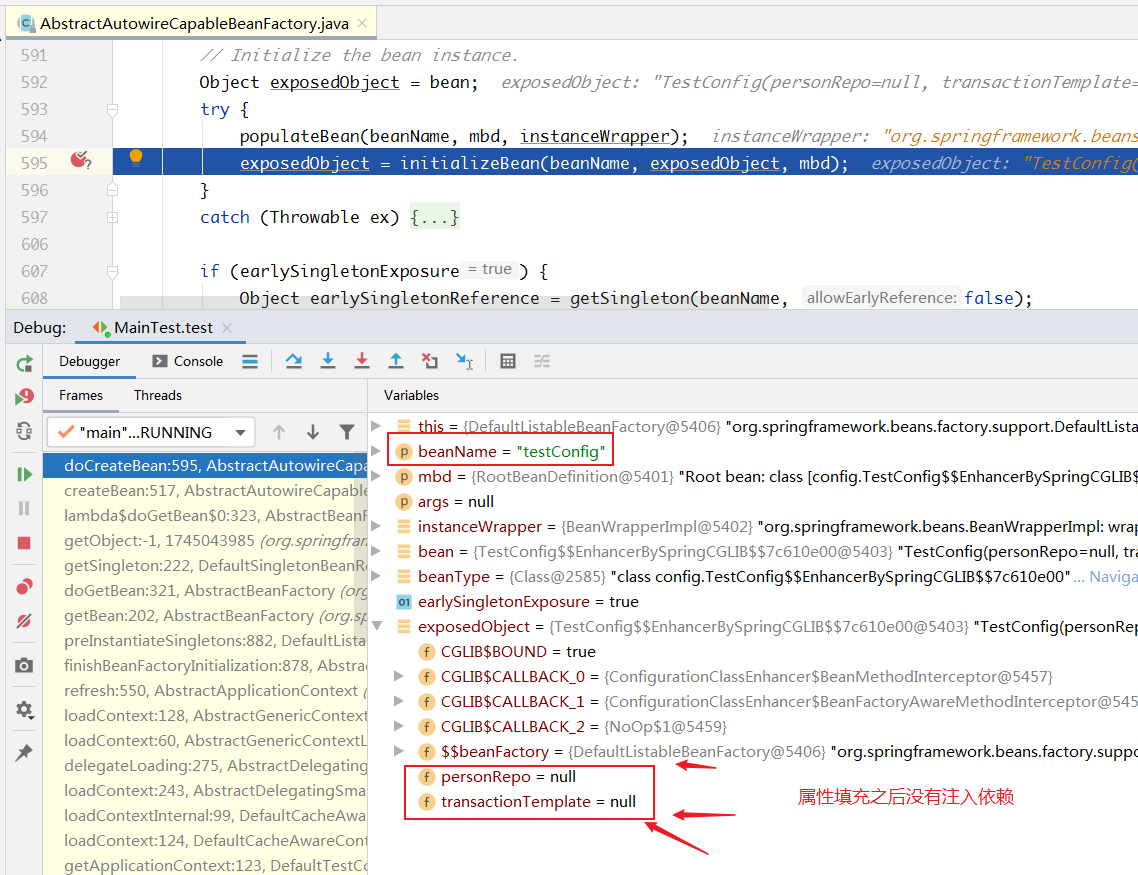 AbstractAutowireCapableBeanFactory.java
591 // Initialize the bean instance.
592 Object exposedObject = bean; exposedObject: "TestConfig(personRepo=null, transactionTemplate=
593 try {
594 populateBean(beanName, mbd, instanceWrapper); instanceWrapper: "org.springframework.beans
595 exposedObject = initializeBean(beanName, exposedObject, mbd); exposedObject: "TestConfig(
596 }
597 catch (Throwable ex) {...}
606
607 if (earlySingletonExposure = true ) {
608 Object earlySingletonReference = getSingleton(beanName, allowEarlyReference: false);
Debug: MainTest.test
Debugger Console
Frames Threads
Variables
"main"...RUNNING
doCreateBean:595, AbstractAutowireCapa
createBean:517, AbstractAutowireCapable
lambda$doGetBean$0:323, AbstractBeanF
getObject:-1, 1745043985 (org.springfram
getSingleton:222, DefaultSingletonBeanRe
doGetBean:321, AbstractBeanFactory (org
getBean:202, AbstractBeanFactory (org.sp
preInstantiateSingletons:882, DefaultLista
finishBeanFactoryInitialization:878, Abstrac
refresh:550, AbstractApplicationContext (
loadContext:128, AbstractGenericContext
loadContext:60, AbstractGenericContextL
delegateLoading:275, AbstractDelegating
loadContext:243, AbstractDelegatingSma
loadContextInternal:99, DefaultCacheAwa
loadContext:124, DefaultCacheAwareCont
getApplicationContext:123, DefaultTestCo
this = {DefaultListableBeanFactory@5406} "org.springframework.beans.factory.support.DefaultLista
beanName = "testConfig"
mbd = {RootBeanDefinition@5401} "Root bean: class [config.TestConfig$$EnhancerBySpringCGLIB$
args = null
instanceWrapper = {BeanWrapperImpl@5402} "org.springframework.beans.BeanWrapperImpl: wrap
bean = {TestConfig$$EnhancerBySpringCGLIB$$7c610e00@5403} "TestConfig(personRepo=null, tra
beanType = {Class@2585} "class config.TestConfig$$EnhancerBySpringCGLIB$$7c610e00"... Naviga
earlySingletonExposure = true
exposedObject = {TestConfig$$EnhancerBySpringCGLIB$$7c610e00@5403} "TestConfig(personRep
CGLIB$BOUND = true
CGLIB$CALLBACK_0 = {ConfigurationClassEnhancer$BeanMethodInterceptor@5457}
CGLIB$CALLBACK_1 = {ConfigurationClassEnhancer$BeanFactoryAwareMethodInterceptor@545
CGLIB$CALLBACK_2 = {NoOp$1@5459}
$$beanFactory = {DefaultListableBeanFactory@5406} "org.springframework.beans.factory.suppo
personRepo = null
transactionTemplate = null
属性填充之后没有注入依赖